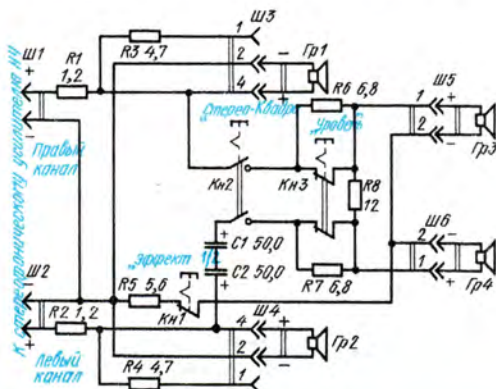 Ш3
1
R3 4,7
2
4
Гр1
Ш1
+
R1
1,2
–
Правый
канал
К стереофоническому усилителю НЧ
"Стерео-Квадро"
R6 6,8
"Уровень"
Кн2
Кн3
R8
12
Ш5
1
2
+
–
Гр3
Ш6
2
1
–
+
Гр4
R7 6,8
+
C1 50,0
C2 50,0
+
"Эффект 1/2"
Ш2
–
R5 5,6
Кн1
+
R2 1,2
Левый
канал
R4 4,7
Ш4
4
2
1
+
–
Гр2